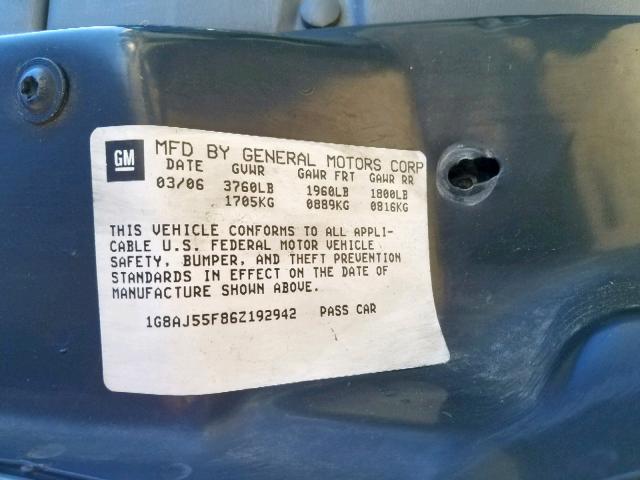 GM MFD BY GENERAL MOTORS CORP
DATE GVWR GAWR FRT GAWR RR
03/06 3760LB 1960LB 1800LB
1705KG 0889KG 0816KG
THIS VEHICLE CONFORMS TO ALL APPLI-
CABLE U.S. FEDERAL MOTOR VEHICLE
SAFETY, BUMPER, AND THEFT PREVENTION
STANDARDS IN EFFECT ON THE DATE OF
MANUFACTURE SHOWN ABOVE.
1G8AJ55F86Z192942 PASS CAR